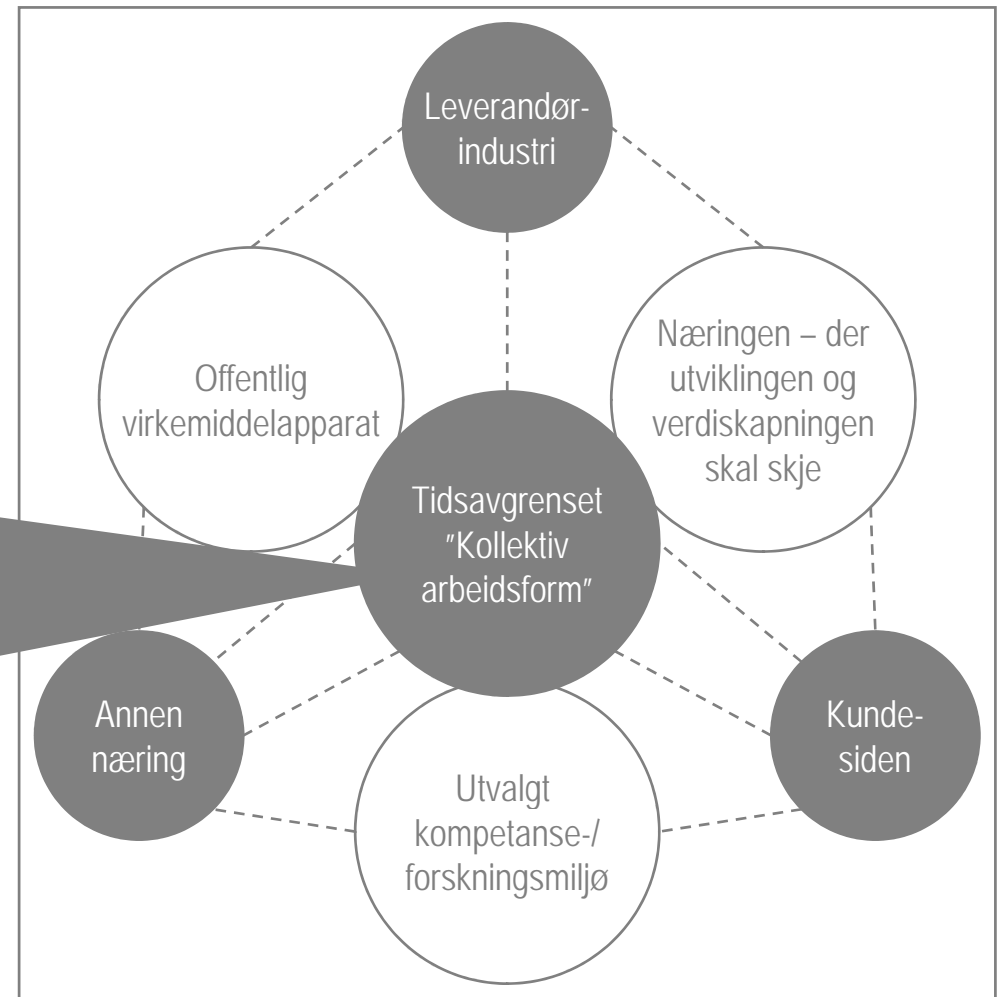 Leverandør-
industri
Offentlig
virkemiddelapparat
Næringen – der
utviklingen og
verdiskapningen
skal skje
Tidsavgrenset
"Kollektiv
arbeidsform"
Annen
næring
Kunde-
siden
Utvalgt
kompetanse-/
forskningsmiljø